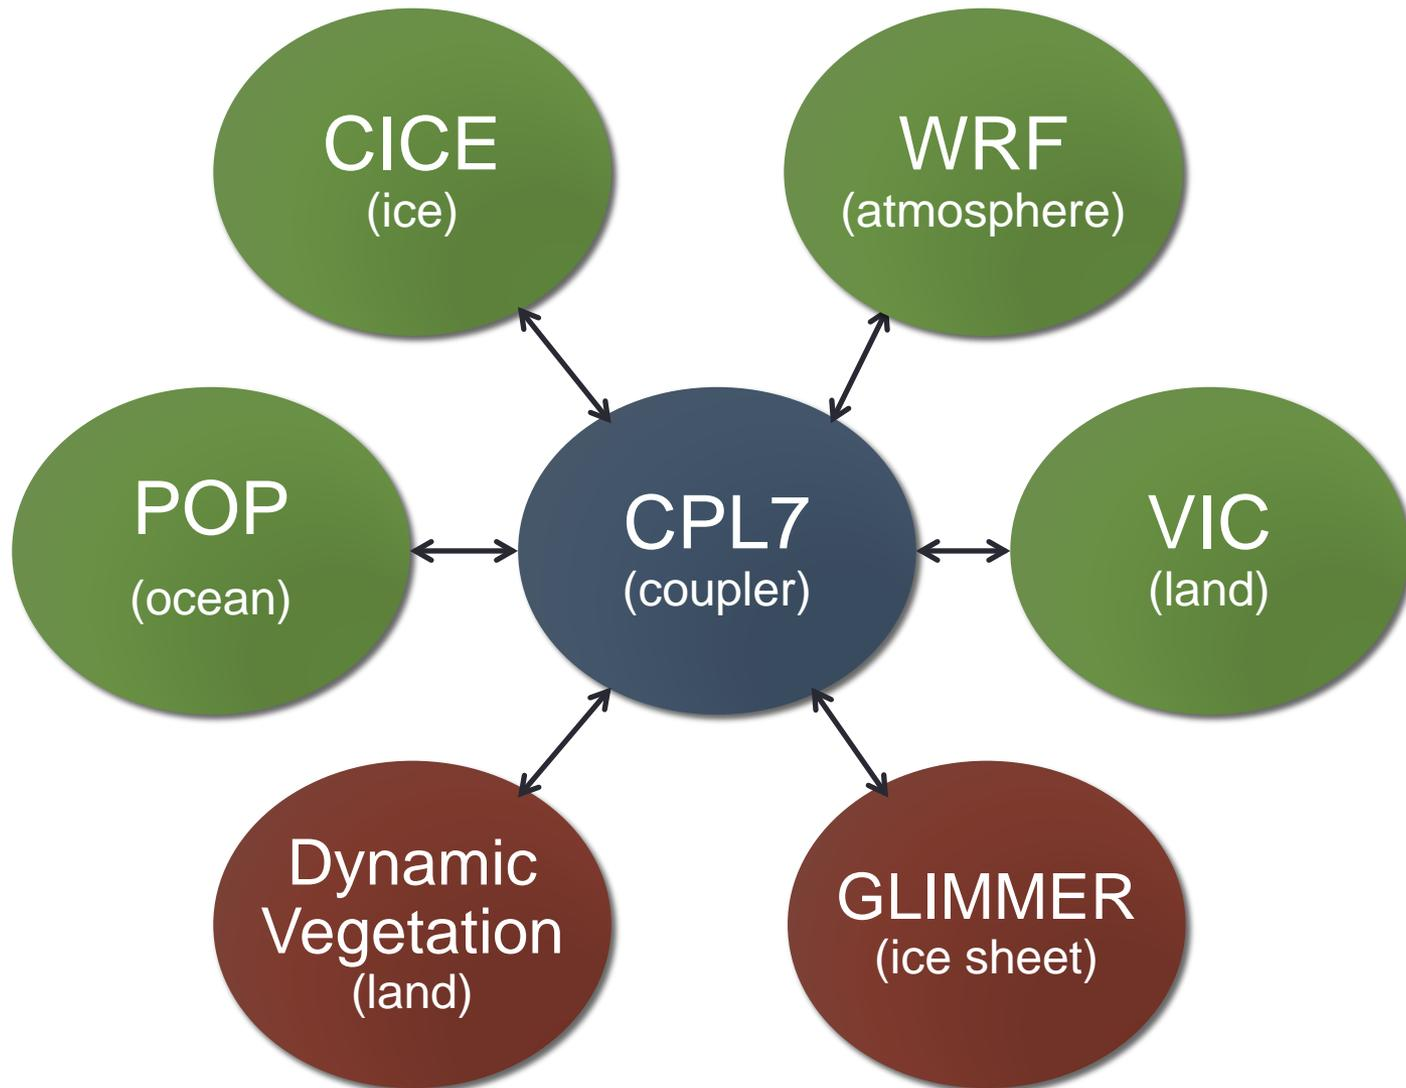 CICE
(ice)
WRF
(atmosphere)
POP
(ocean)
CPL7
(coupler)
VIC
(land)
Dynamic
Vegetation
(land)
GLIMMER
(ice sheet)